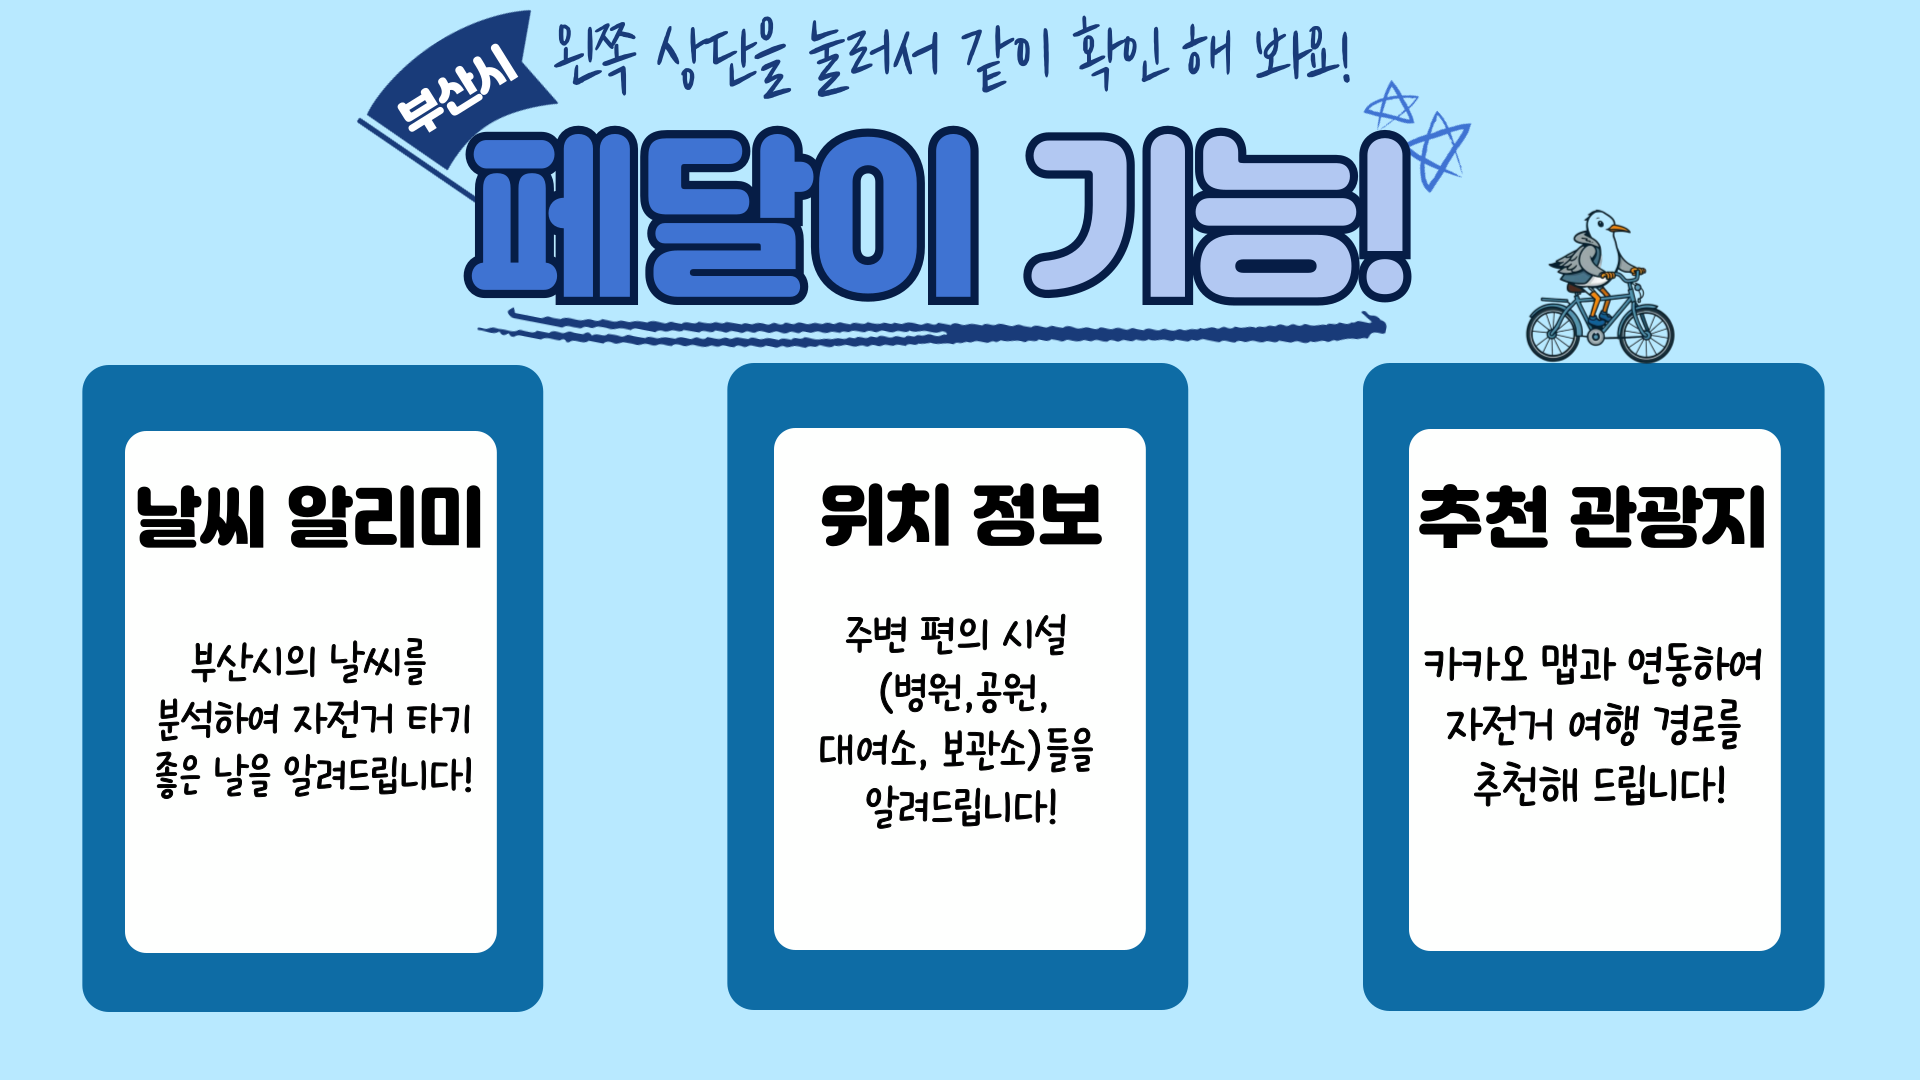 왼쪽 상단을 눌러서 같이 확인 해 봐요!
부산시
페달이 기능!
날씨 알리미
부산시의 날씨를
분석하여 자전거 타기
좋은 날을 알려드립니다!
위치 정보
주변 편의 시설
(병원,공원,
대여소, 보관소)들을
알려드립니다!
추천 관광지
카카오 맵과 연동하여
자전거 여행 경로를
추천해 드립니다!